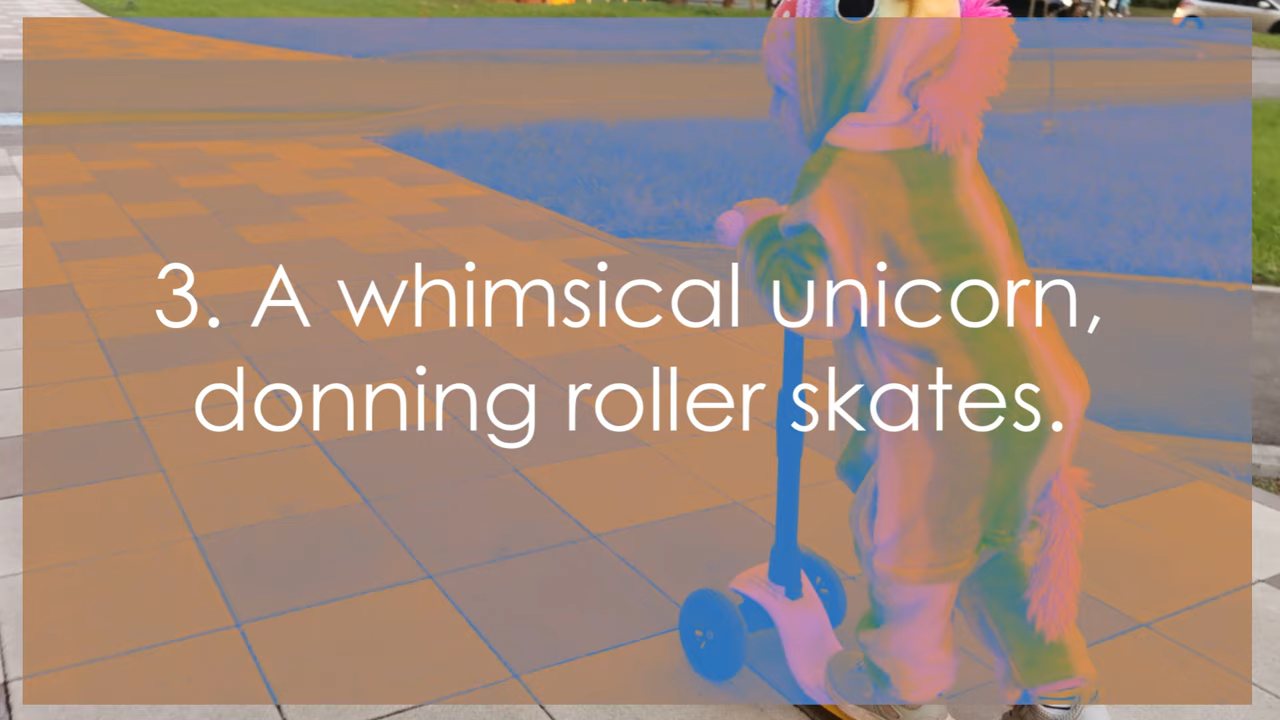 3. A whimsical unicorn,
donning roller skates.